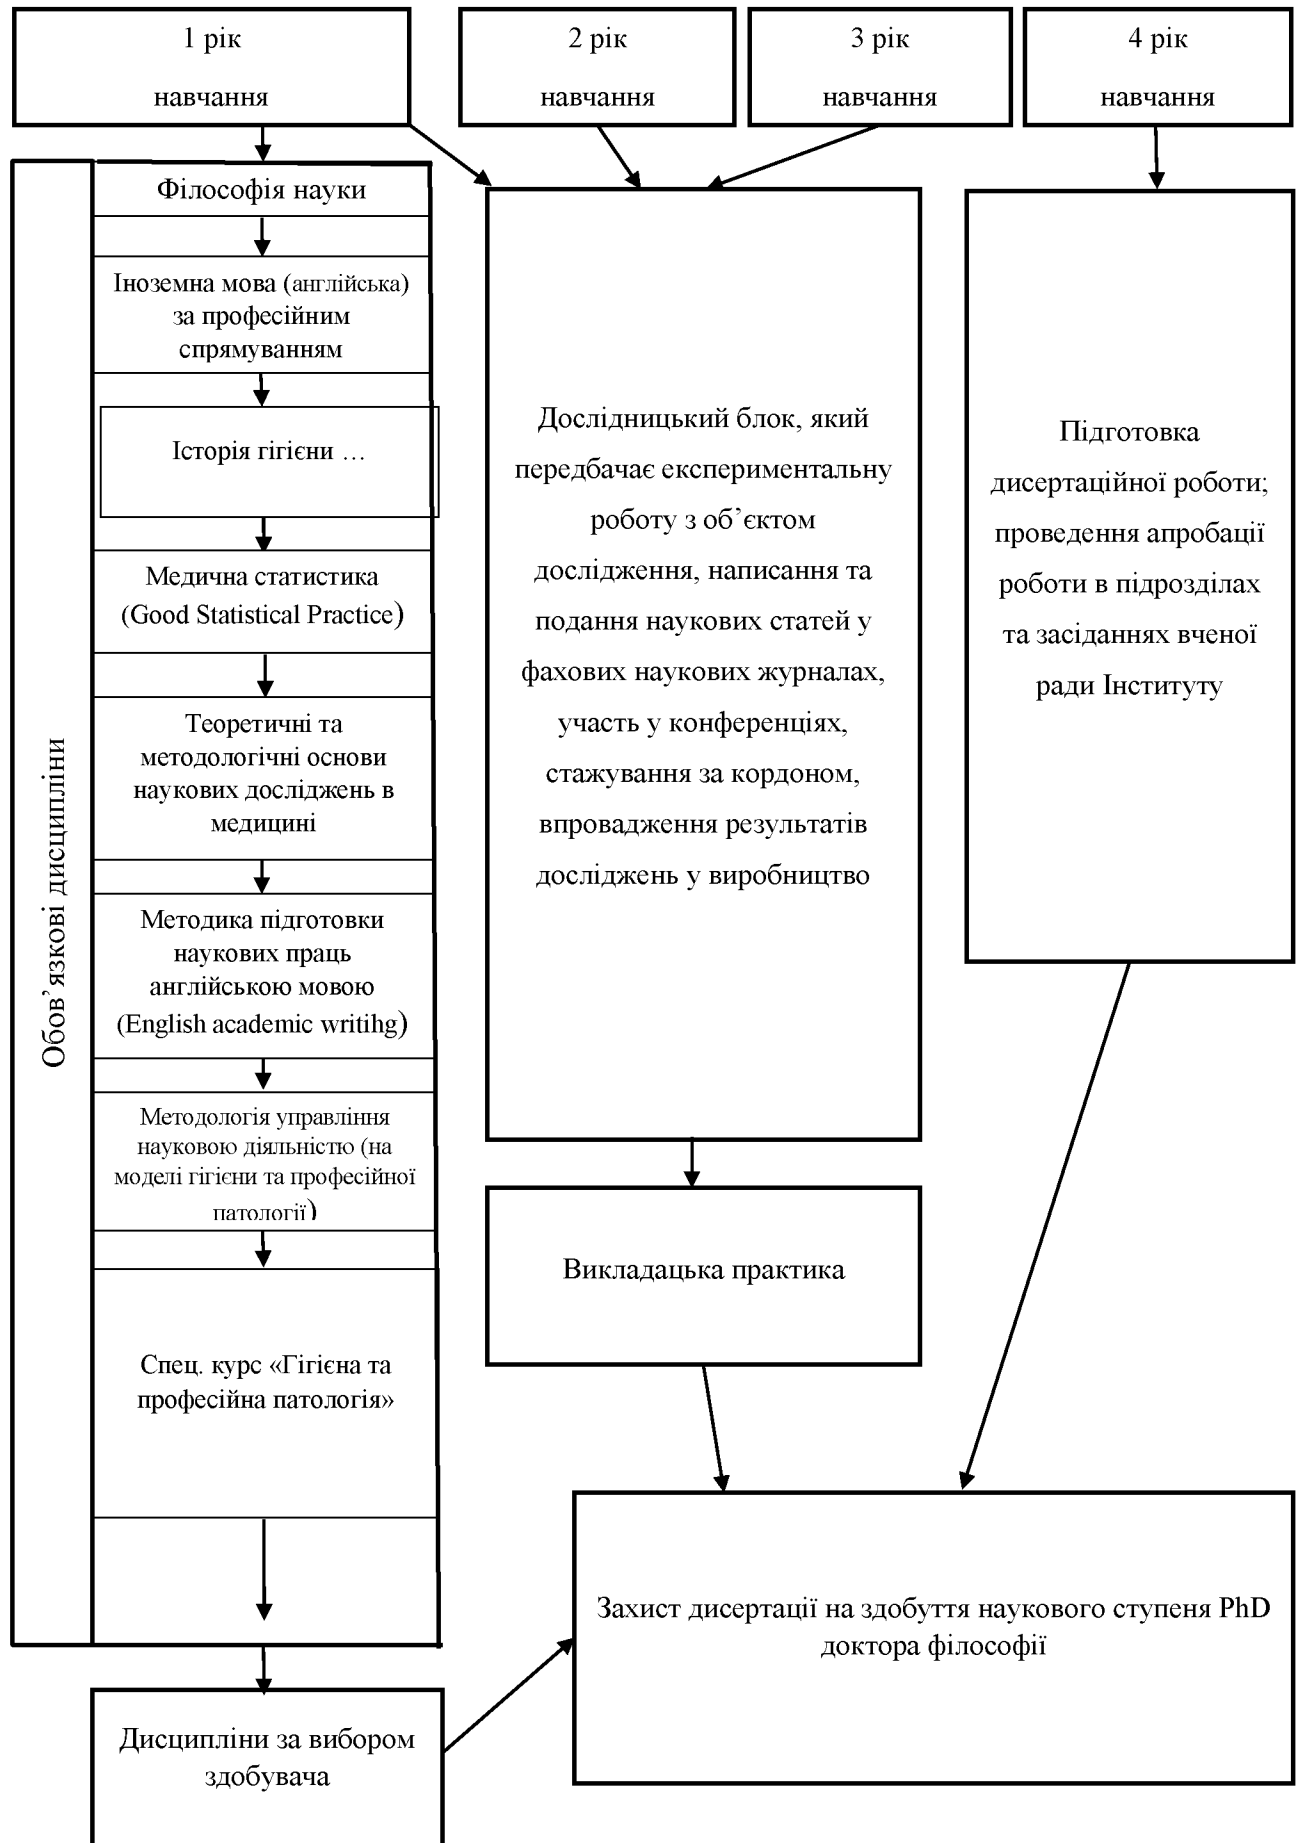 1 рік
навчання
2 рік
навчання
3 рік
навчання
4 рік
навчання
Обов’язкові дисципліни
Філософія науки
Іноземна мова (англійська)
за професійним
спрямуванням
Історія гігієни …
Медична статистика
(Good Statistical Practice)
Теоретичні та
методологічні основи
наукових досліджень в
медицині
Методика підготовки
наукових праць
англійською мовою
(English academic writihg)
Методологія управління
науковою діяльністю (на
моделі гігієни та професійної
патології)
Спец. курс «Гігієна та
професійна патологія»
Дисципліни за вибором
здобувача
Дослідницький блок, який
передбачає експериментальну
роботу з об’єктом
дослідження, написання та
подання наукових статей у
фахових наукових журналах,
участь у конференціях,
стажування за кордоном,
впровадження результатів
досліджень у виробництво
Викладацька практика
Підготовка
дисертаційної роботи;
проведення апробації
роботи в підрозділах
та засіданнях вченої
ради Інституту
Захист дисертації на здобуття наукового ступеня PhD
доктора філософії